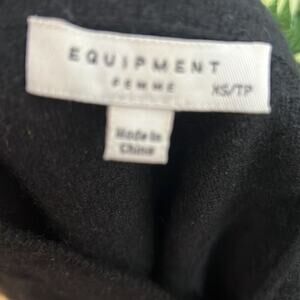 EQUIPMENT
FEMME XS/TP
Made in
China